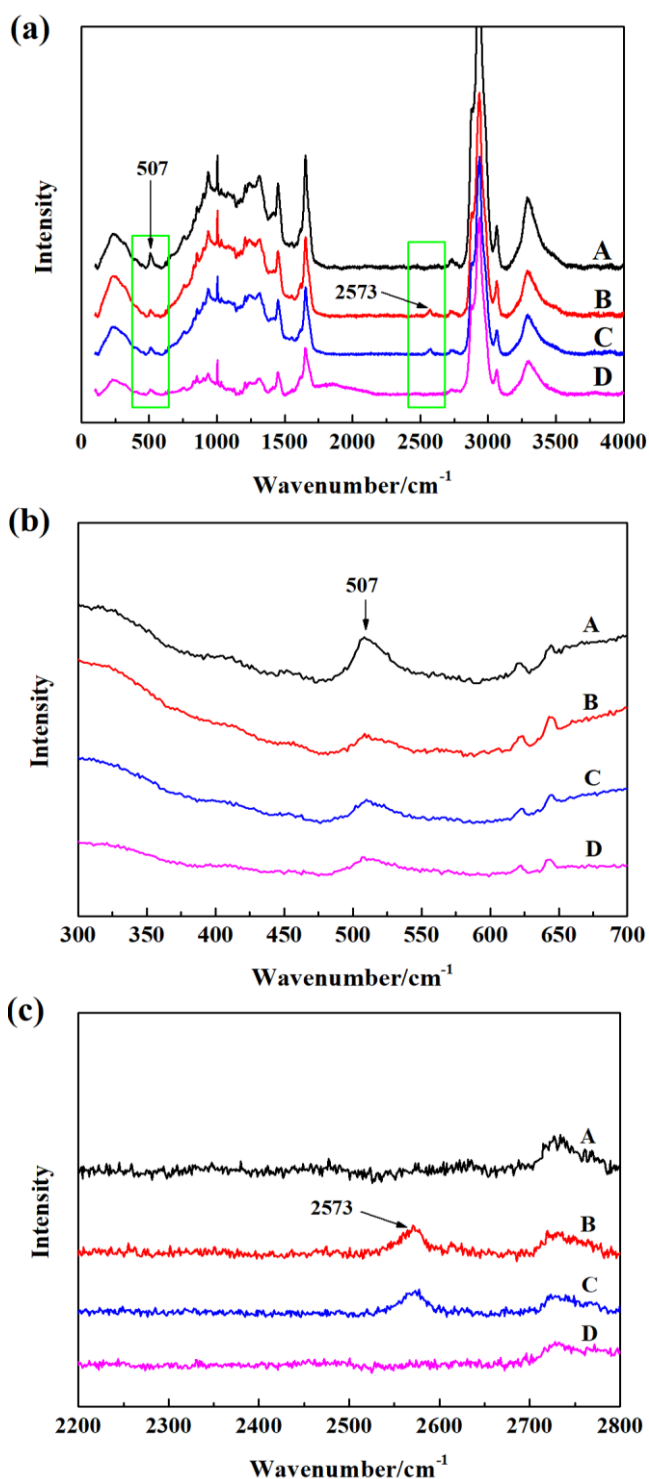 (a)
507
2573
A
B
C
D
Intensity
0 500 1000 1500 2000 2500 3000 3500 4000
Wavenumber/cm⁻¹
(b)
507
A
B
C
D
Intensity
300 350 400 450 500 550 600 650 700
Wavenumber/cm⁻¹
(c)
A
2573
B
C
D
Intensity
2200 2300 2400 2500 2600 2700 2800
Wavenumber/cm⁻¹